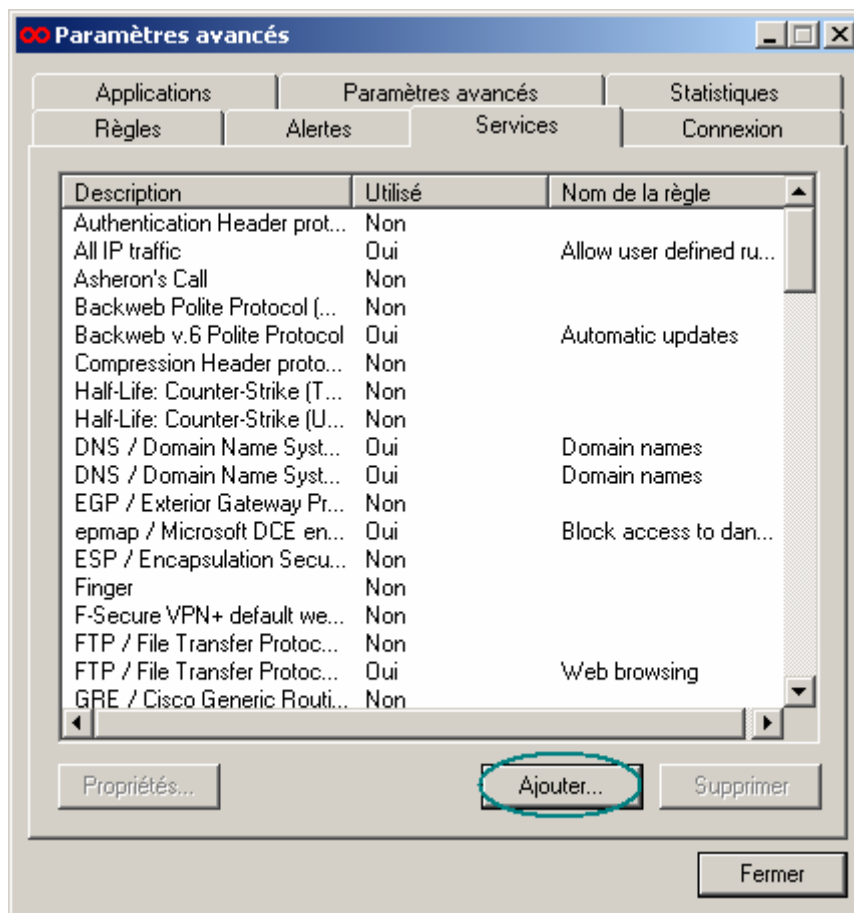 Paramètres avancés
Applications Paramètres avancés Statistiques
Règles Alertes Services Connexion
Description Utilisé Nom de la règle
Authentication Header prot... Non
All IP traffic Oui Allow user defined ru...
Asheron's Call Non
Backweb Polite Protocol (... Non
Backweb v.6 Polite Protocol Oui Automatic updates
Compression Header proto... Non
Half-Life: Counter-Strike (T... Non
Half-Life: Counter-Strike (U... Non
DNS / Domain Name Syst... Oui Domain names
DNS / Domain Name Syst... Oui Domain names
EGP / Exterior Gateway Pr... Non
epmap / Microsoft DCE en... Oui Block access to dan...
ESP / Encapsulation Secu... Non
Finger Non
F-Secure VPN+ default we... Non
FTP / File Transfer Protoc... Non
FTP / File Transfer Protoc... Oui Web browsing
GRE / Cisco Generic Routi... Non
Propriétés... Ajouter... Supprimer
Fermer